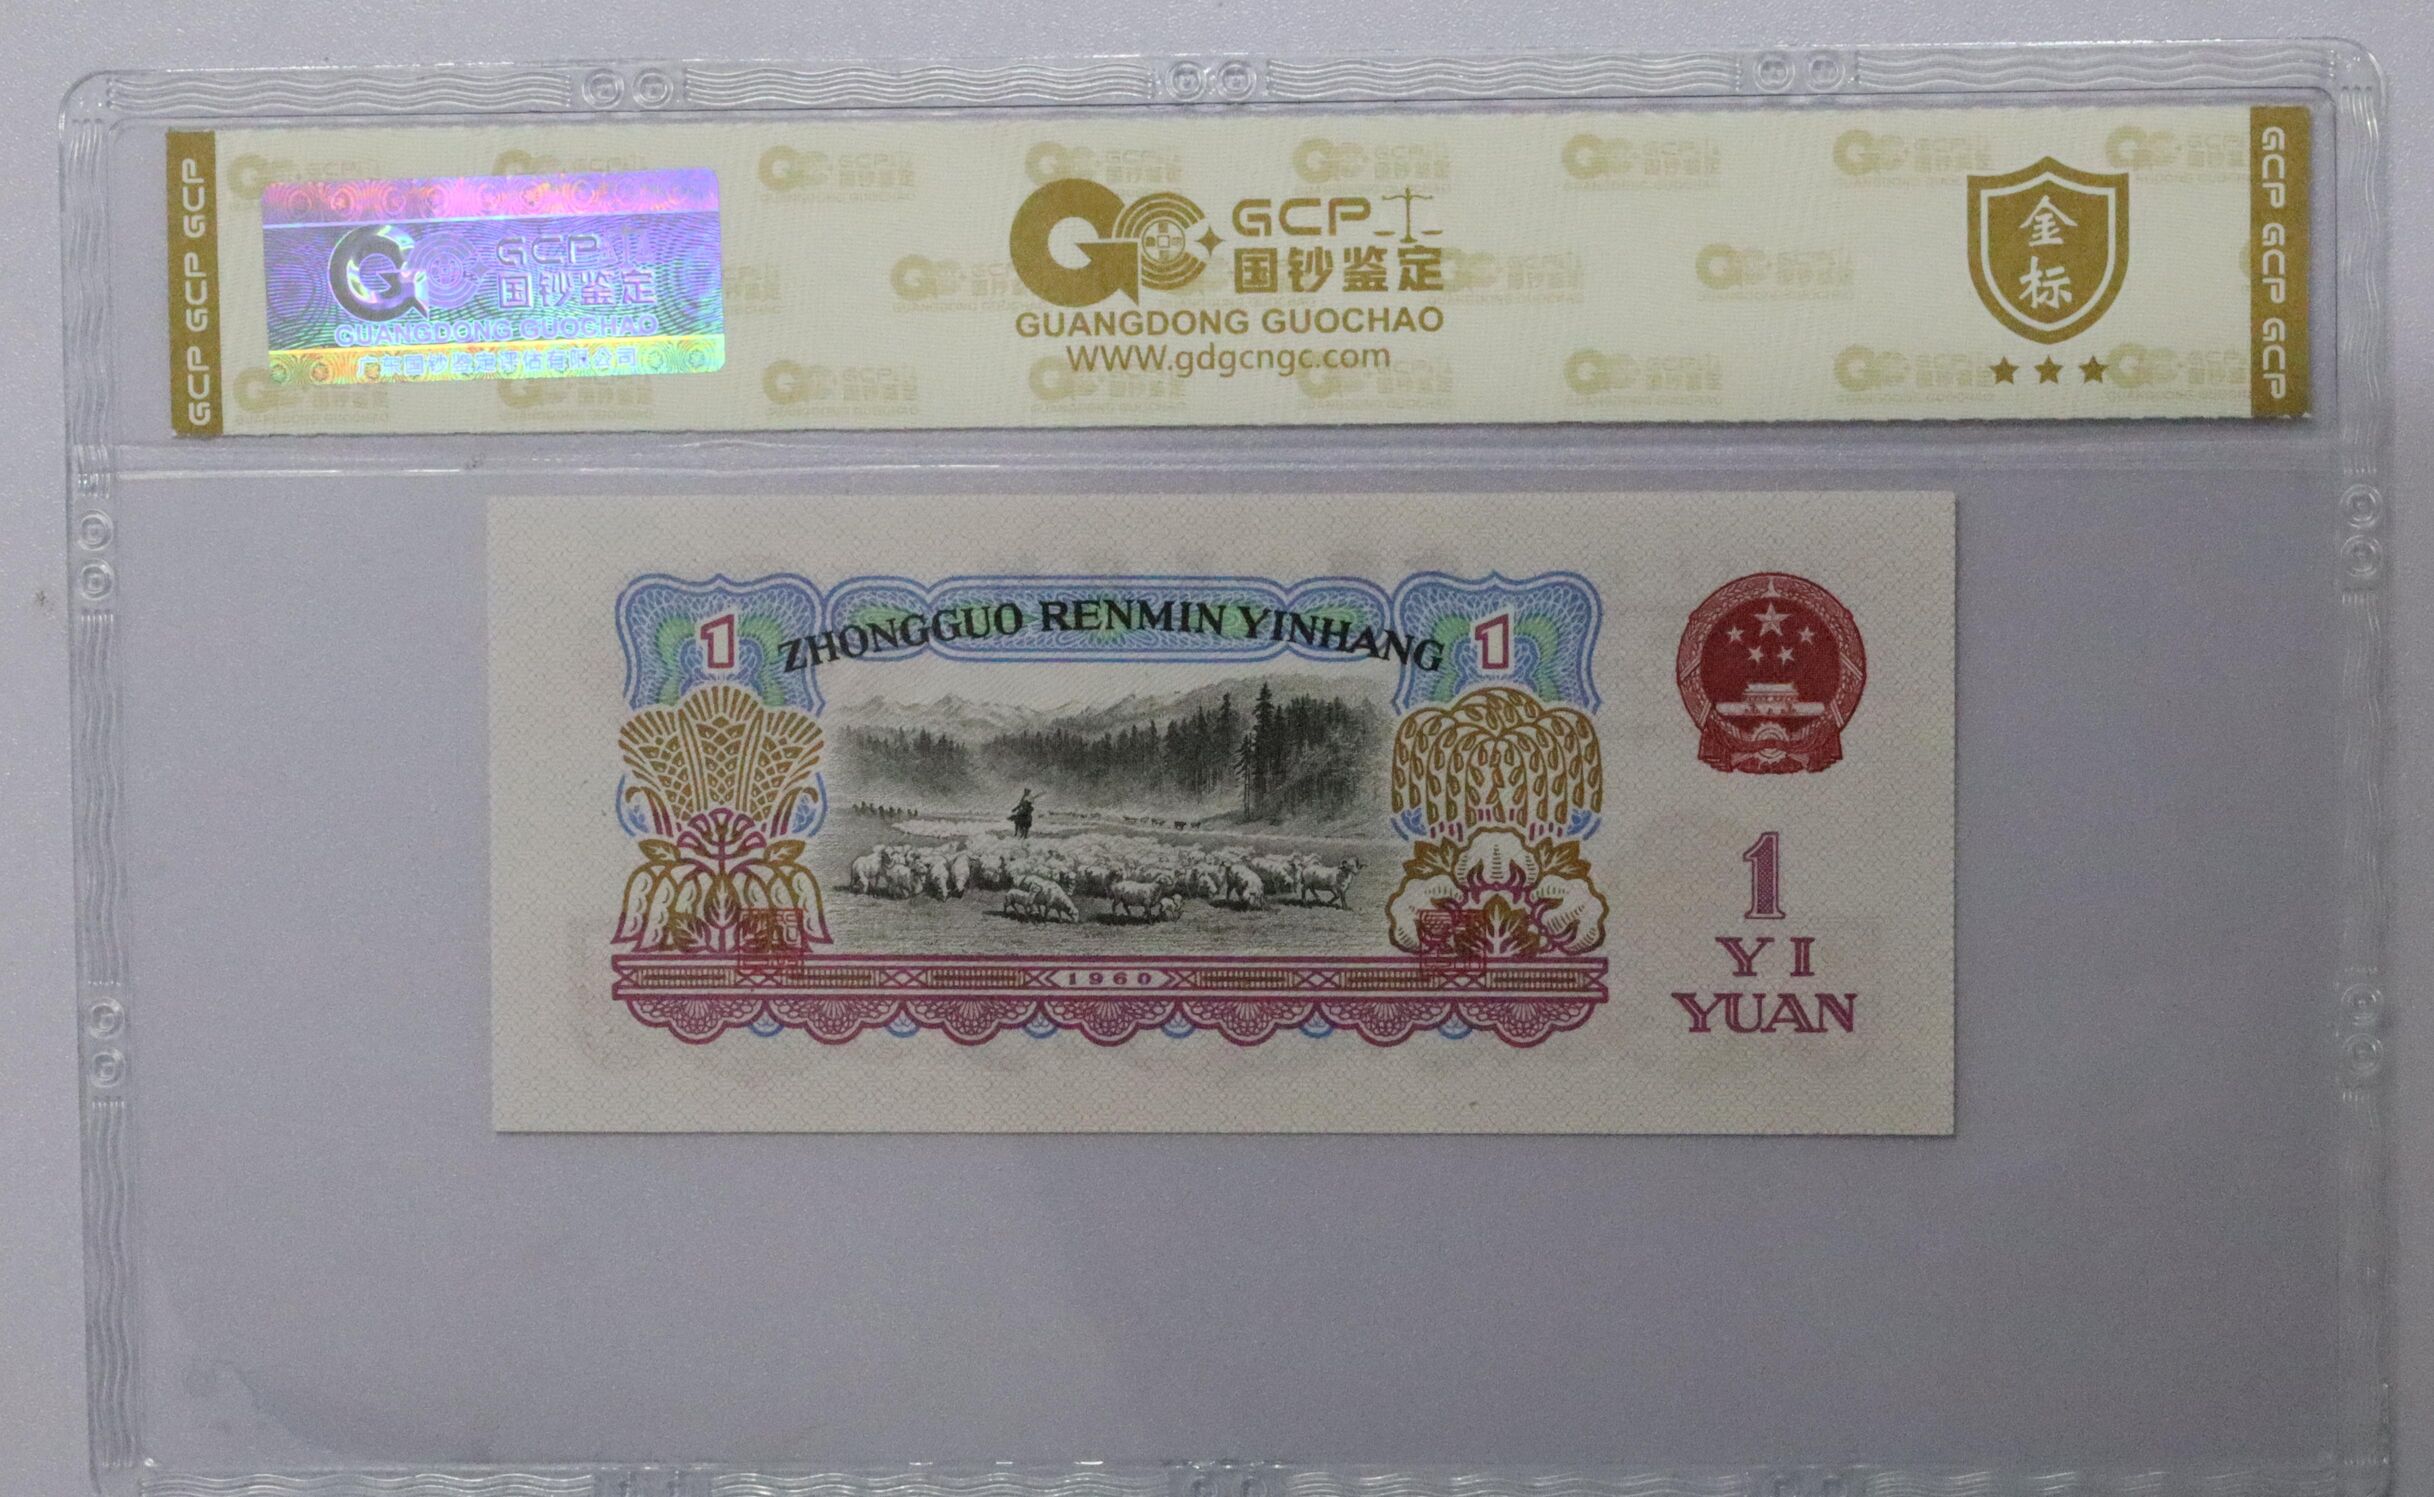 GCP GCP GCP
GCP
国钞鉴定
GUANGDONG GUOCHAO
广东国钞鉴定评估有限公司
GCP
国钞鉴定
GUANGDONG GUOCHAO
WWW.gdgcngc.com
金
标
GCP GCP GCP
1
ZHONGGUO RENMIN YINHANG
1
1960
1
YI
YUAN